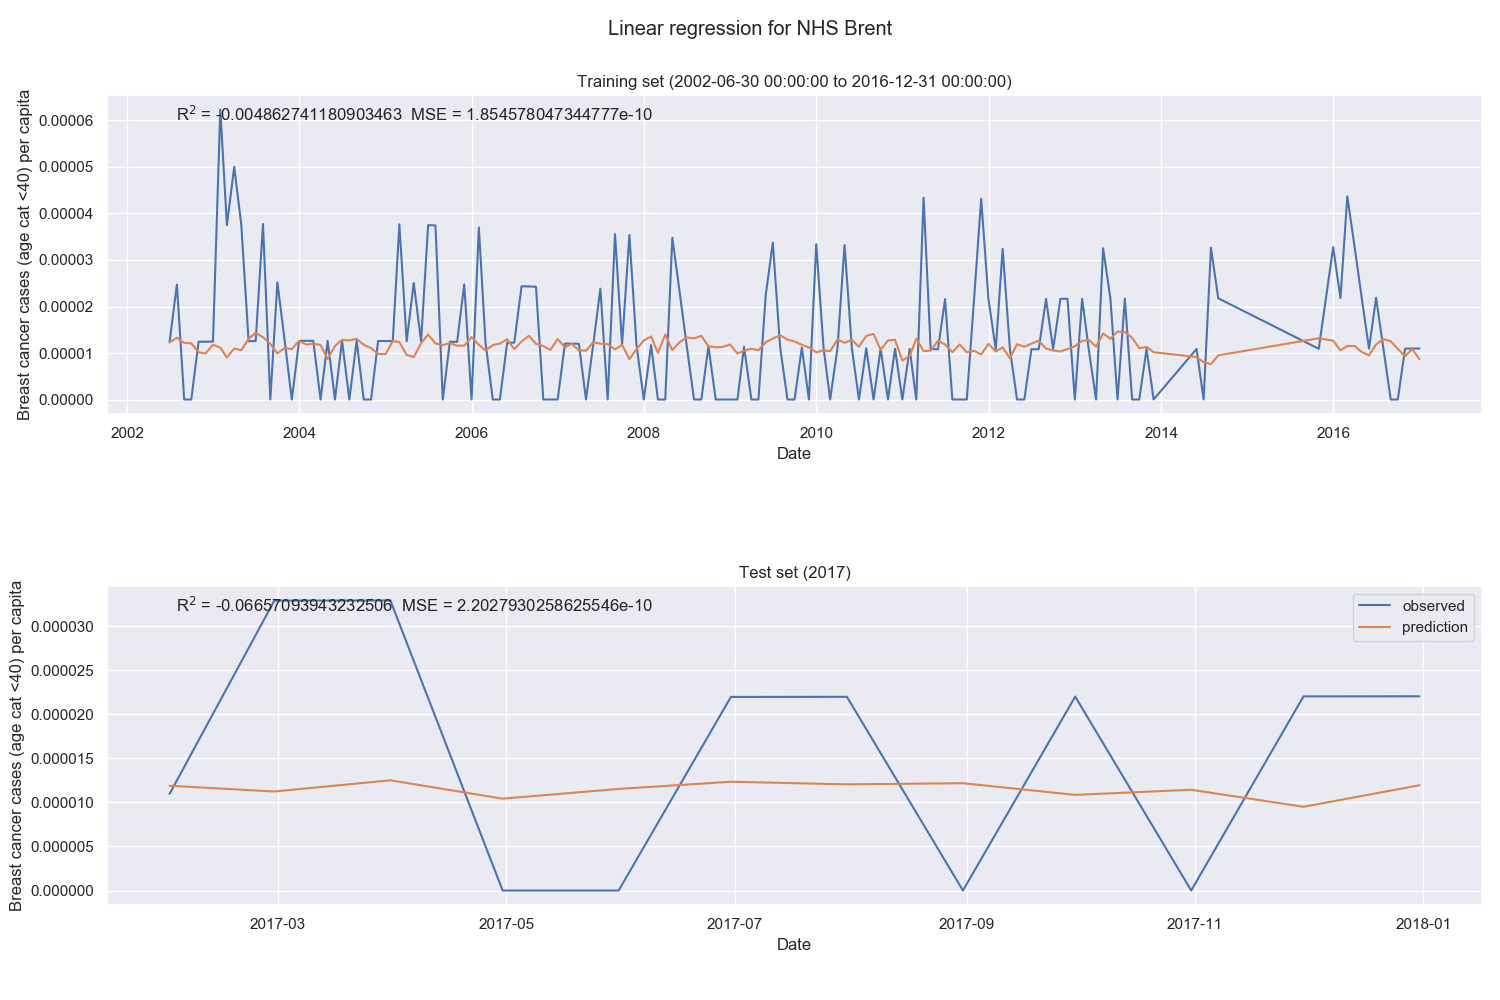 Linear regression for NHS Brent
Training set (2002-06-30 00:00:00 to 2016-12-31 00:00:00)
R² = -0.004862741180903463 MSE = 1.854578047344777e-10
Breast cancer cases (age cat <40) per capita
0.00006
0.00005
0.00004
0.00003
0.00002
0.00001
0.00000
2002 2004 2006 2008 2010 2012 2014 2016
Date
Test set (2017)
R² = -0.06657093943232506 MSE = 2.2027930258625546e-10
observed
prediction
Breast cancer cases (age cat <40) per capita
0.000030
0.000025
0.000020
0.000015
0.000010
0.000005
0.000000
2017-03 2017-05 2017-07 2017-09 2017-11 2018-01
Date